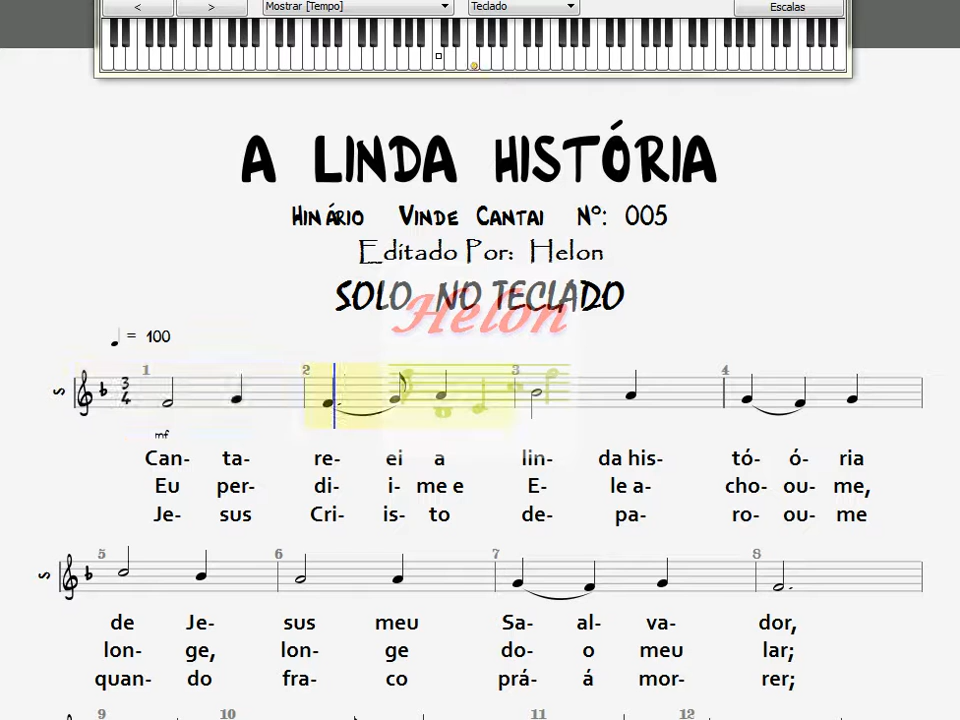 < > Mostrar [Tempo] Teclado Escalas
A LINDA HISTÓRIA
HINÁRIO VINDE CANTAI Nº: 005
Editado Por: Helon
SOLO NO TECLADO
Helon
= 100
1 2 3 4
S 3 4
mf
Can- ta- re- ei a lin- da his- tó- ó- ria
Eu per- di- i- me e E- le a- cho- ou- me,
Je- sus Cri- is- to de- pa- ro- ou- me
5 6 7 8
S
de Je- sus meu Sa- al- va- dor,
lon- ge, lon- ge do- o meu lar;
quan- do fra- co prá- á mor- rer;
9 10 11 12